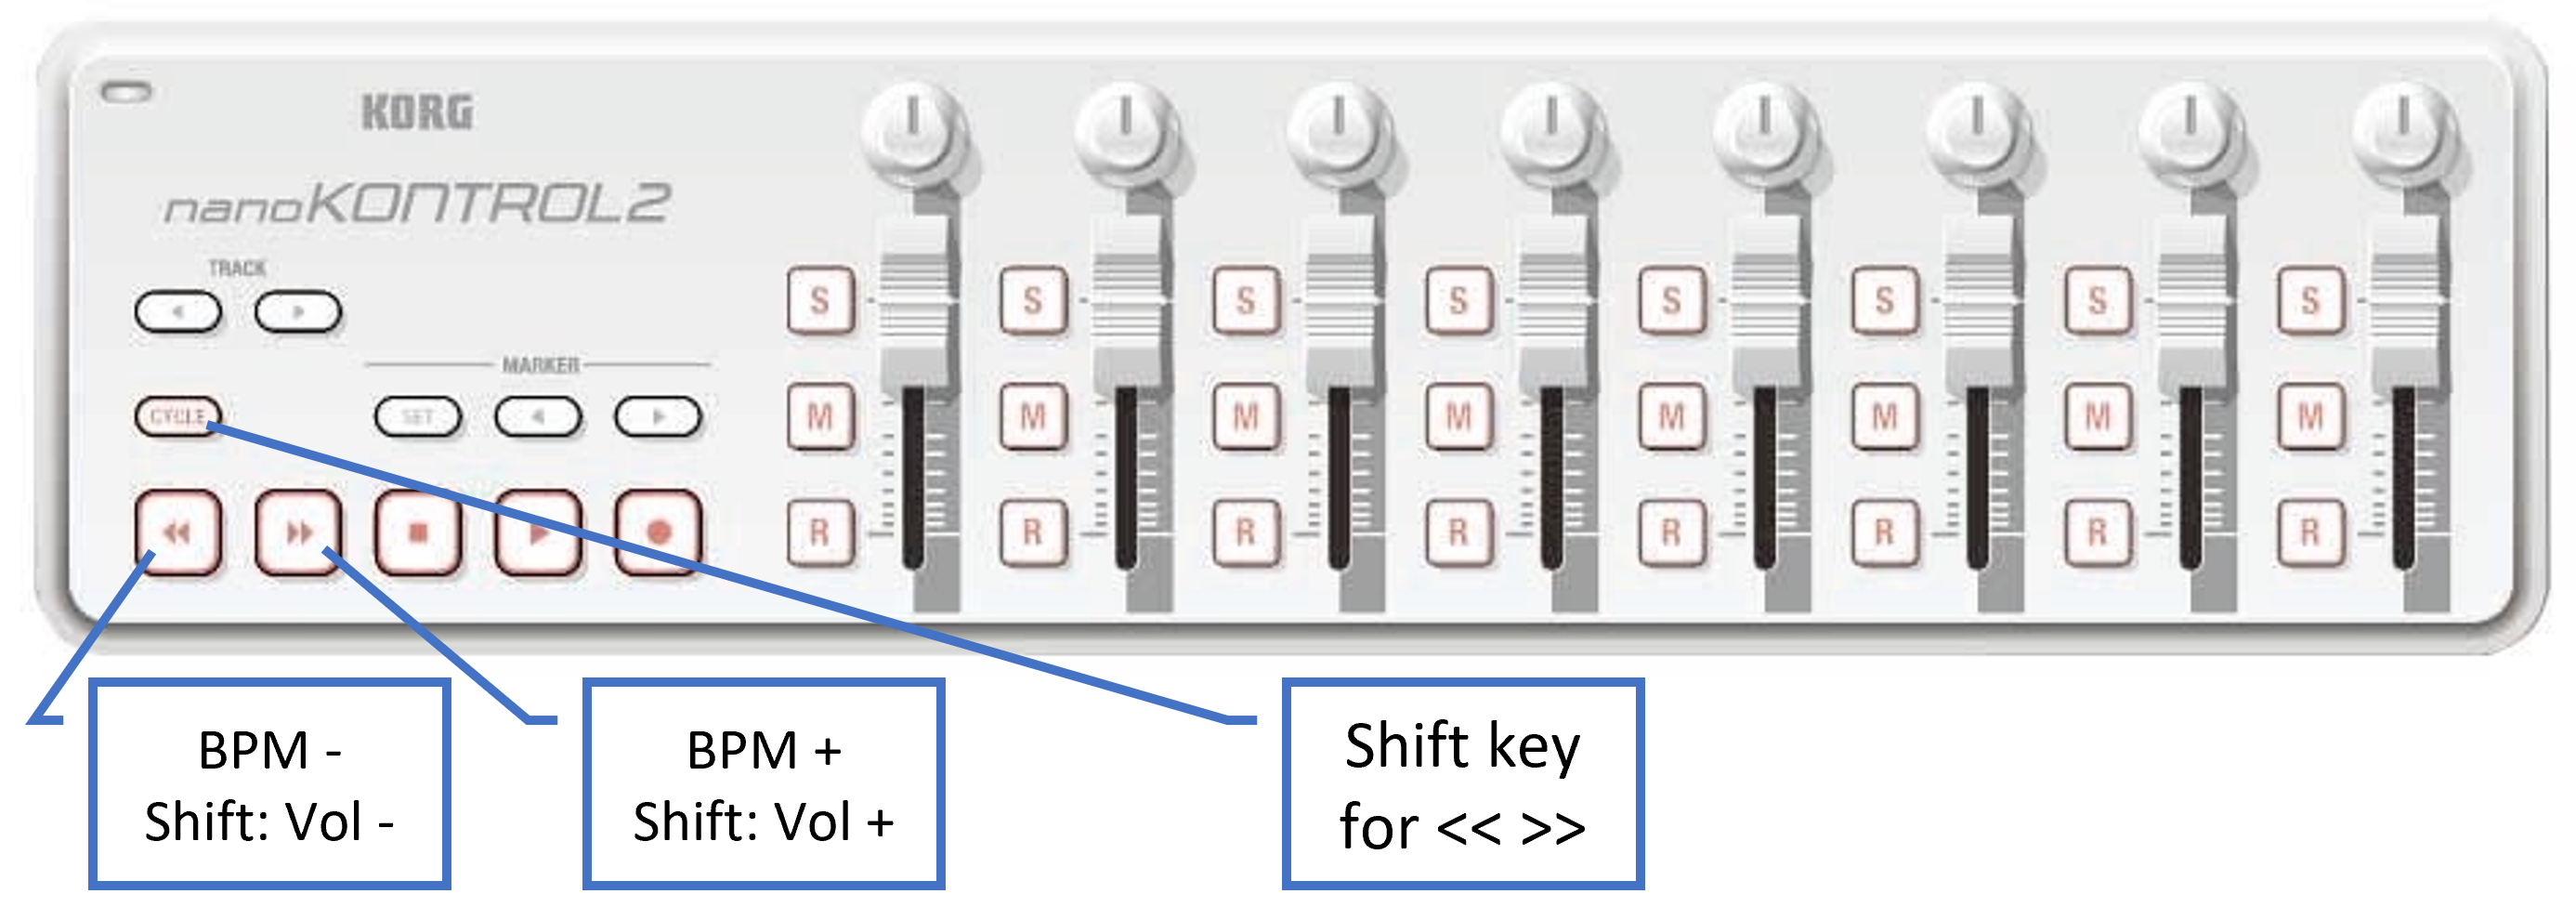 KORG
nanoKONTROL2
TRACK
MARKER
CYCLE SET
S S S S S S S S
M M M M M M M M
R R R R R R R R
BPM -
Shift: Vol -
BPM +
Shift: Vol +
Shift key
for << >>